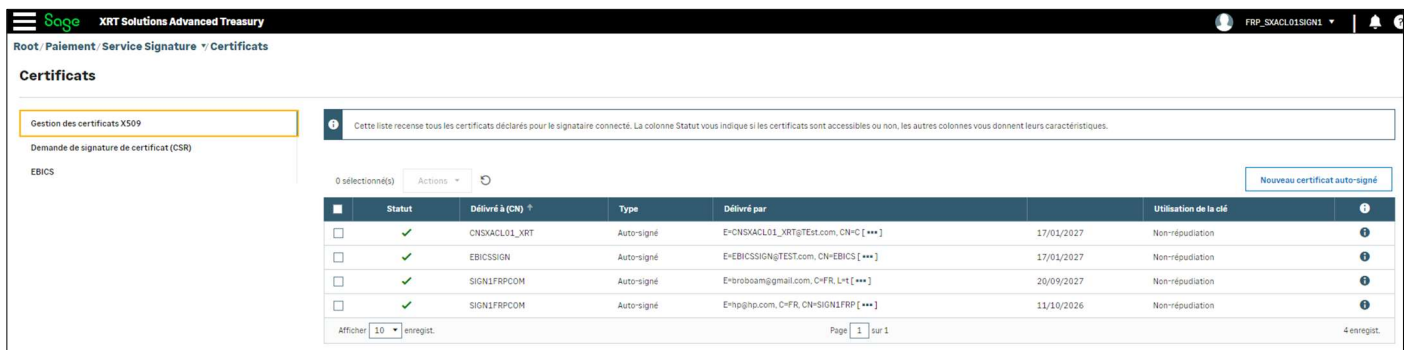 Sage XRT Solutions Advanced Treasury FRP_SXACL01SIGN1
Root/Paiement/Service Signature /Certificats
Certificats
Gestion des certificats X509
Demande de signature de certificat (CSR)
EBICS
Cette liste recense tous les certificats déclarés pour le signataire connecté. La colonne Statut vous indique si les certificats sont accessibles ou non, les autres colonnes vous donnent leurs caractéristiques.
0 sélectionné(s) Actions Nouveau certificat auto-signé
Statut Délivré à (CN) Type Délivré par Utilisation de la clé
CNSXACL01_XRT Auto-signé E=CNSXACL01_XRT@TEst.com, CN=C [ ••• ] 17/01/2027 Non-répudiation
EBICSSIGN Auto-signé E=EBICSSIGN@TEST.com, CN=EBICS [ ••• ] 17/01/2027 Non-répudiation
SIGN1FRPCOM Auto-signé E=broboam@gmail.com, C=FR, L=t [ ••• ] 20/09/2027 Non-répudiation
SIGN1FRPCOM Auto-signé E=hp@hp.com, C=FR, CN=SIGN1FRP [ ••• ] 11/10/2026 Non-répudiation
Afficher 10 enregist. Page 1 sur 1 4 enregist.